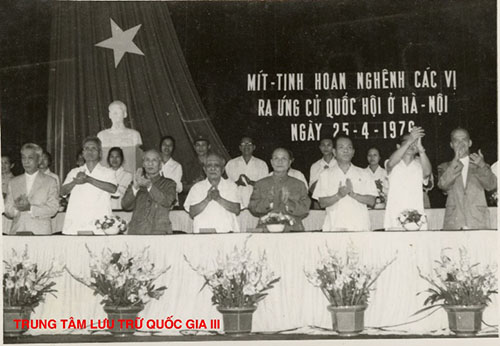 MÍT-TINH HOAN NGHÊNH CÁC VỊ
RA ỨNG CỬ QUỐC HỘI Ở HÀ-NỘI
NGÀY 25-4-1976
TRUNG TÂM LƯU TRỮ QUỐC GIA III